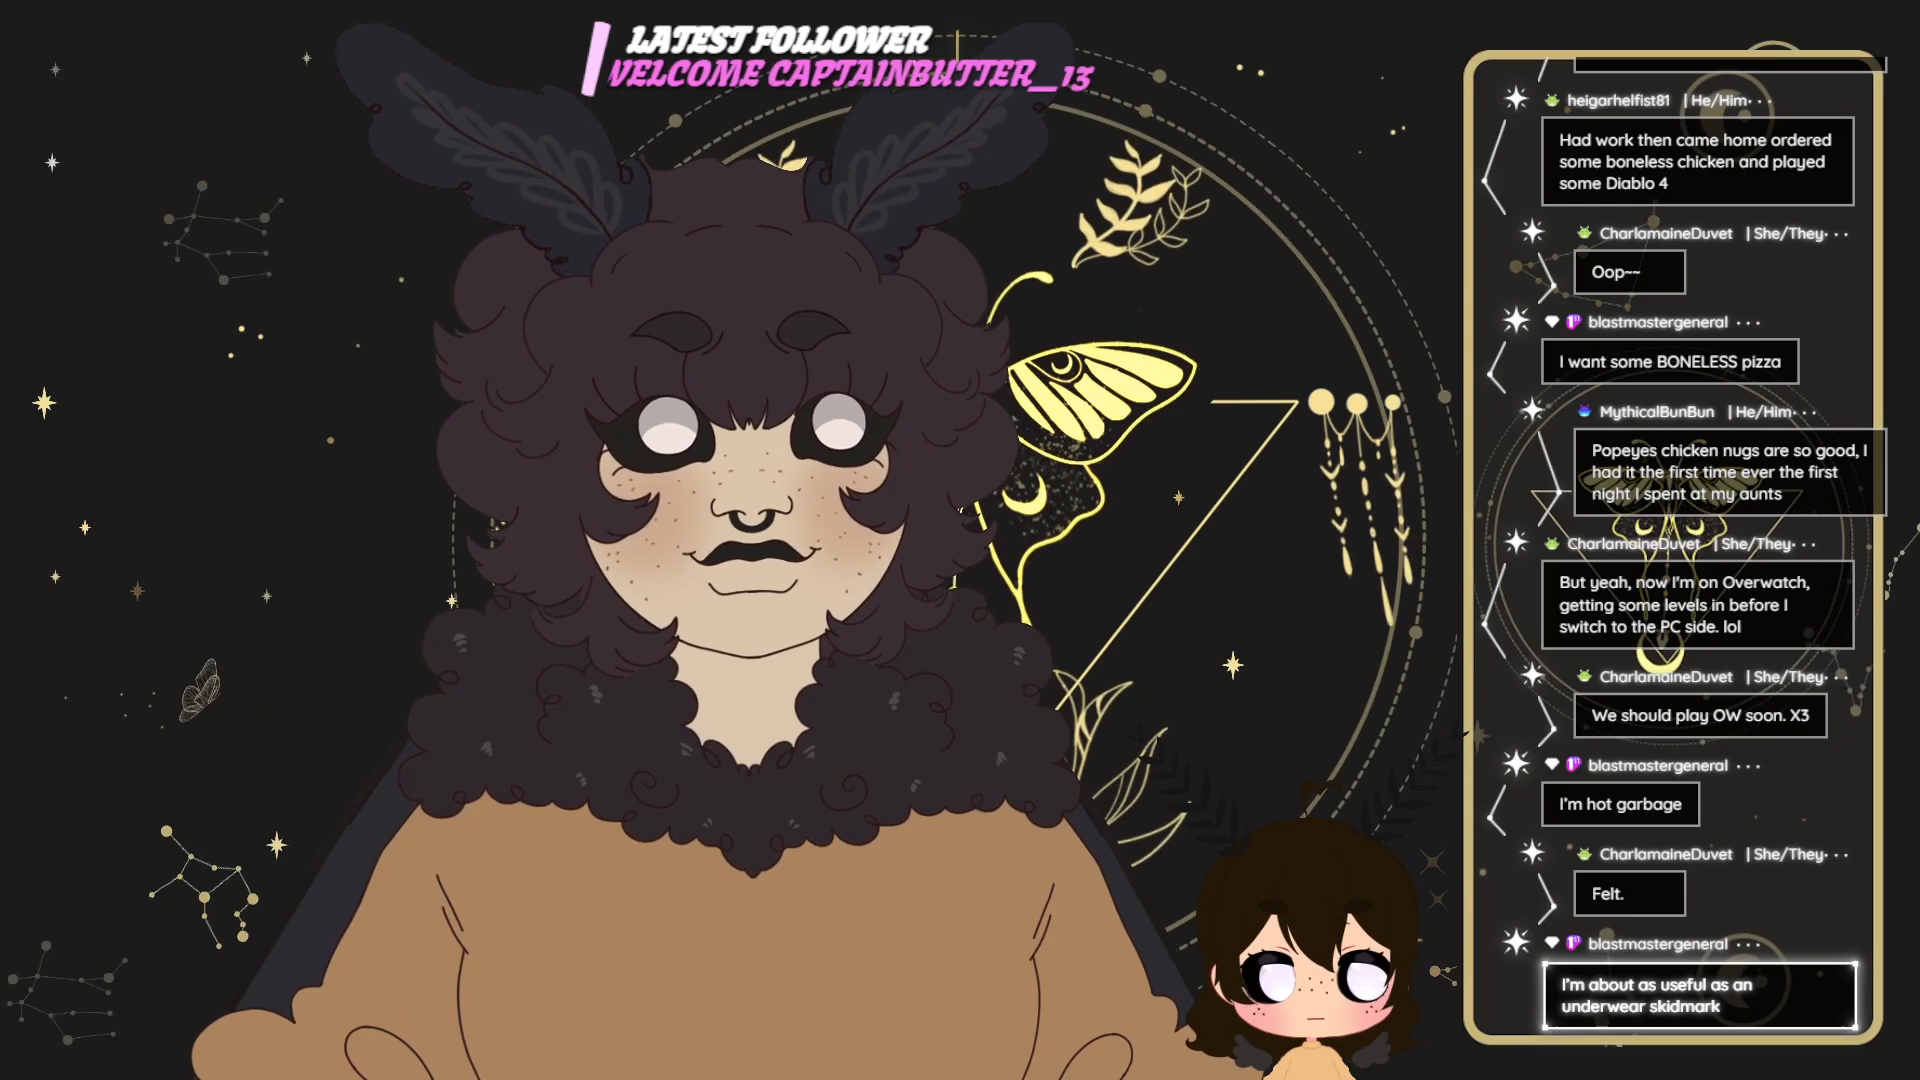 LATEST FOLLOWER
WELCOME CAPTAINBUTTER_13
heigarhelfist81 | He/Him
Had work then came home ordered
some boneless chicken and played
some Diablo 4
CharlamaineDuvet | She/They
Oop~~
blastmastergeneral
I want some BONELESS pizza
MythicalBunBun | He/Him
Popeyes chicken nugs are so good, I
had it the first time ever the first
night I spent at my aunts
CharlamaineDuvet | She/They
But yeah, now I'm on Overwatch,
getting some levels in before I
switch to the PC side. lol
CharlamaineDuvet | She/They
We should play OW soon. X3
blastmastergeneral
I'm hot garbage
CharlamaineDuvet | She/They
Felt.
blastmastergeneral
I'm about as useful as an
underwear skidmark